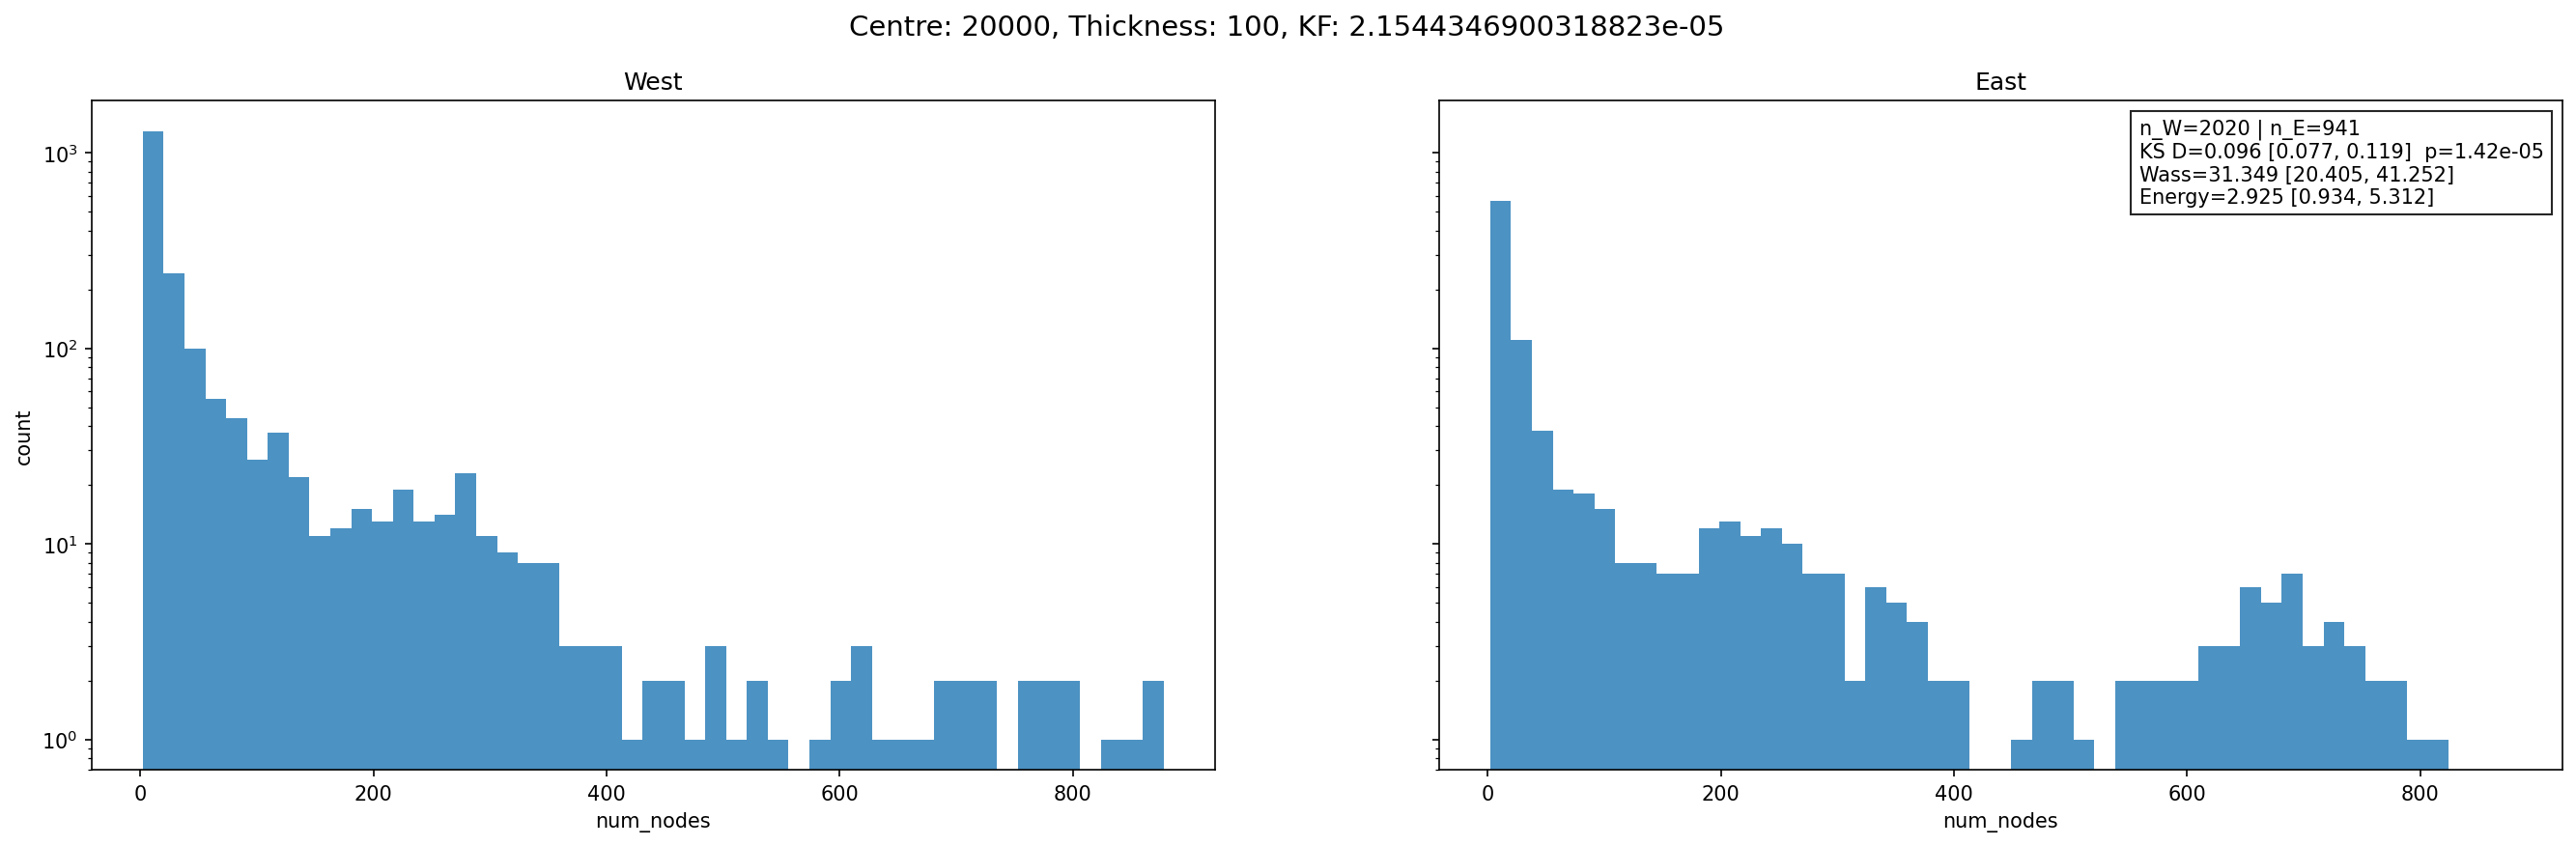 Centre: 20000, Thickness: 100, KF: 2.1544346900318823e-05
West
10³
10²
10¹
10⁰
count
0 200 400 600 800
num_nodes
East
n_W=2020 | n_E=941
KS D=0.096 [0.077, 0.119] p=1.42e-05
Wass=31.349 [20.405, 41.252]
Energy=2.925 [0.934, 5.312]
0 200 400 600 800
num_nodes